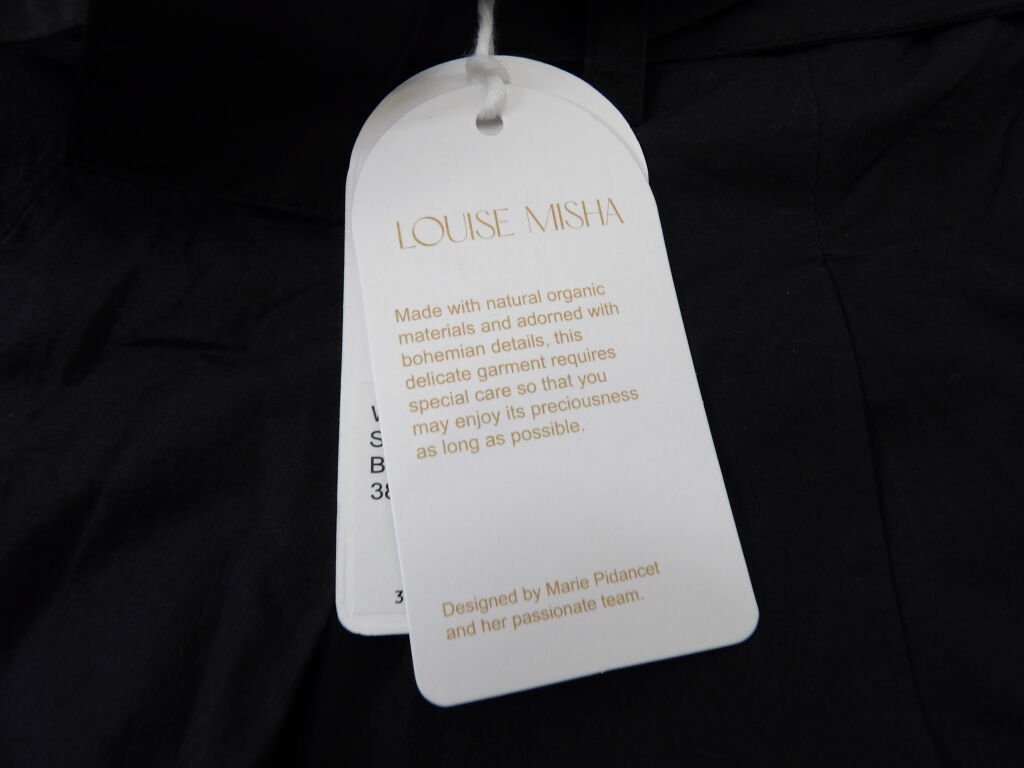 LOUISE MISHA
Made with natural organic
materials and adorned with
bohemian details, this
delicate garment requires
special care so that you
may enjoy its preciousness
as long as possible.
Designed by Marie Pidancet
and her passionate team.